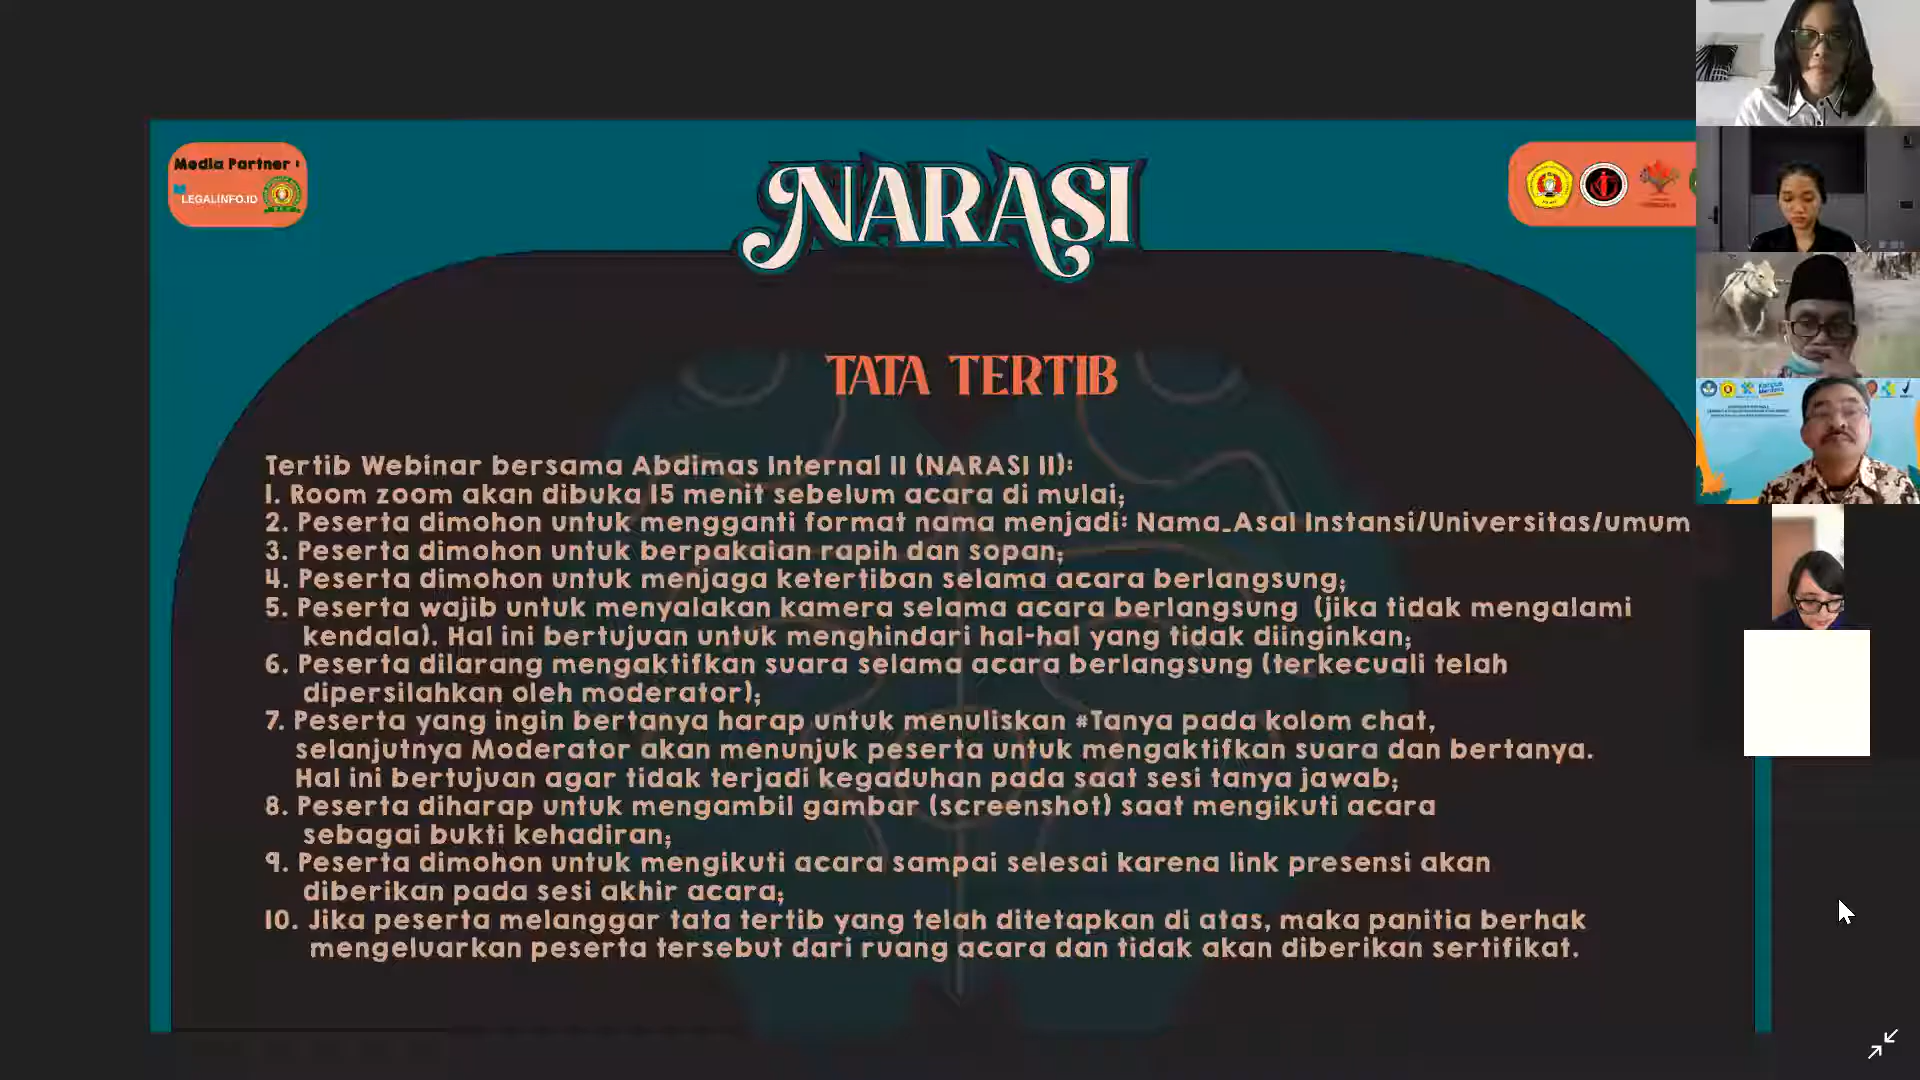 Media Partner :
LEGALINFO.ID
NARASI
TATA TERTIB
Tertib Webinar bersama Abdimas Internal II (NARASI II):
1. Room zoom akan dibuka 15 menit sebelum acara di mulai;
2. Peserta dimohon untuk mengganti format nama menjadi: Nama_Asal Instansi/Universitas/umum
3. Peserta dimohon untuk berpakaian rapih dan sopan;
4. Peserta dimohon untuk menjaga ketertiban selama acara berlangsung;
5. Peserta wajib untuk menyalakan kamera selama acara berlangsung (jika tidak mengalami
kendala). Hal ini bertujuan untuk menghindari hal-hal yang tidak diinginkan;
6. Peserta dilarang mengaktifkan suara selama acara berlangsung (terkecuali telah
dipersilahkan oleh moderator);
7. Peserta yang ingin bertanya harap untuk menuliskan #Tanya pada kolom chat,
selanjutnya Moderator akan menunjuk peserta untuk mengaktifkan suara dan bertanya.
Hal ini bertujuan agar tidak terjadi kegaduhan pada saat sesi tanya jawab;
8. Peserta diharap untuk mengambil gambar (screenshot) saat mengikuti acara
sebagai bukti kehadiran;
9. Peserta dimohon untuk mengikuti acara sampai selesai karena link presensi akan
diberikan pada sesi akhir acara;
10. Jika peserta melanggar tata tertib yang telah ditetapkan di atas, maka panitia berhak
mengeluarkan peserta tersebut dari ruang acara dan tidak akan diberikan sertifikat.